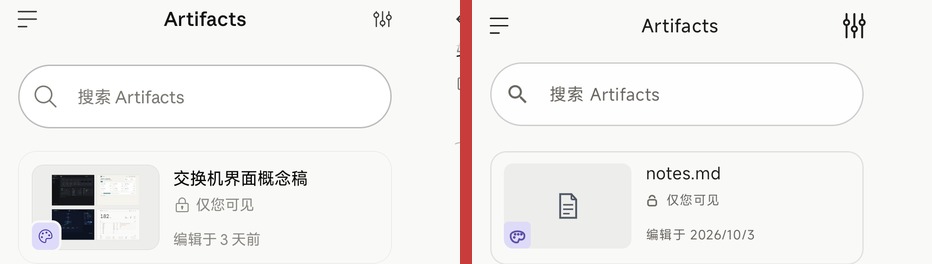 Artifacts
搜索 Artifacts
182
交换机界面概念稿
仅您可见
编辑于 3 天前
Artifacts
搜索 Artifacts
notes.md
仅您可见
编辑于 2026/10/3